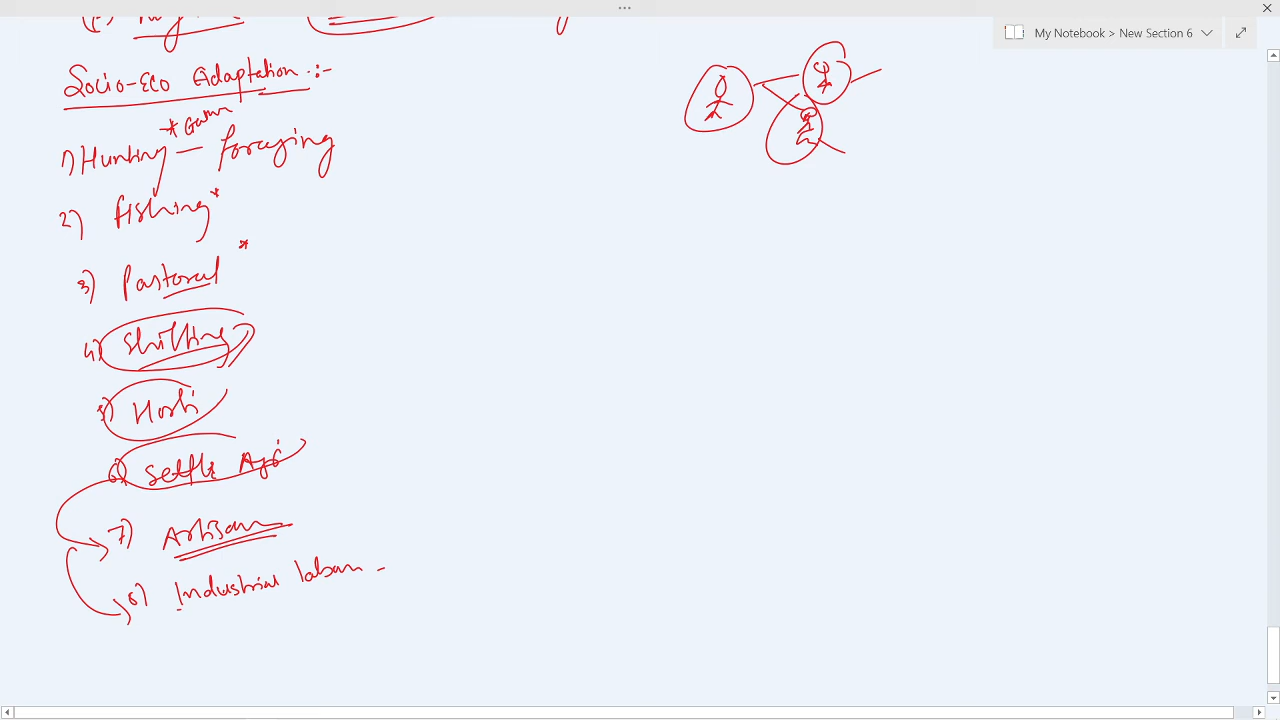 My Notebook > New Section 6
Socio-Eco Adaptation :-
* Gather
1) Hunting — foraging
2) fishing *
3) Pastoral *
4) Shifting
5) Horti
6) Settle Agri
7) Artisan
8) Industrial labour -